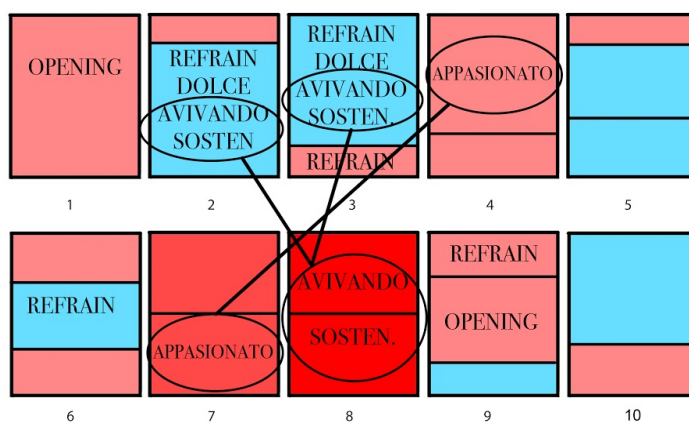 OPENING
REFRAIN
DOLCE
AVIVANDO
SOSTEN
REFRAIN
DOLCE
AVIVANDO
SOSTEN.
REFRAIN
APPASIONATO
1
2
3
4
5
REFRAIN
APPASIONATO
AVIVANDO
SOSTEN.
REFRAIN
OPENING
6
7
8
9
10